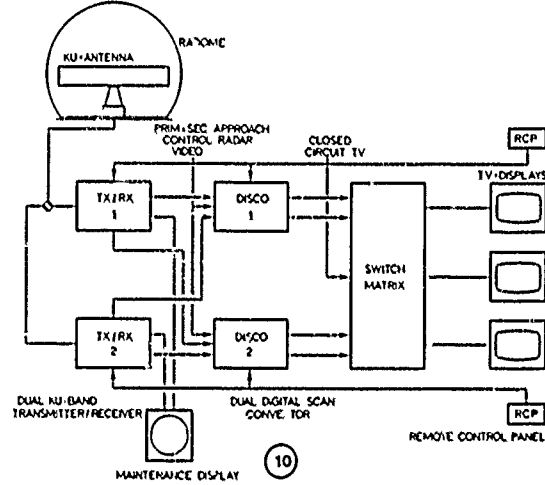 RADOME
KU-ANTENNA
PRIM+SEC APPROACH
CONTROL RADAR
VIDEO
CLOSED
CIRCUIT TV
RCP
TV-DISPLAYS
TX/RX
1
DISCO
1
SWITCH
MATRIX
TX/RX
2
DISCO
2
DUAL KU-BAND
TRANSMITTER/RECEIVER
DUAL DIGITAL SCAN
RCP
REMOTE CONTROL PANEL
MAINTENANCE DISPLAY
10